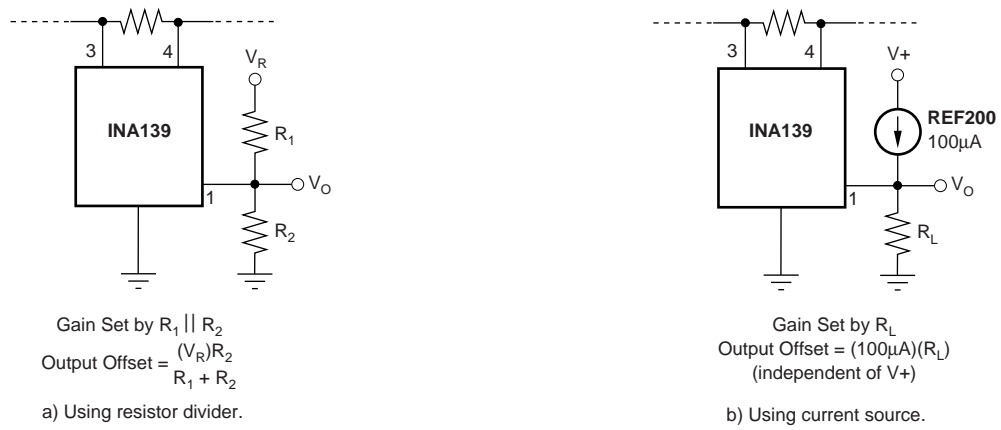 3 4
V_R
INA139
R_1
1
V_O
R_2
Gain Set by R_1 || R_2
Output Offset = (V_R)R_2
R_1 + R_2
a) Using resistor divider.
3 4
V+
INA139
REF200
100µA
1
V_O
R_L
Gain Set by R_L
Output Offset = (100µA)(R_L)
(independent of V+)
b) Using current source.